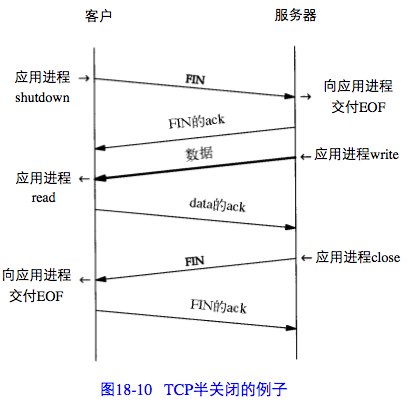 客户
服务器
应用进程
shutdown
FIN
向应用进程
交付EOF
FIN的ack
数据
应用进程write
应用进程
read
data的ack
应用进程close
FIN
向应用进程
交付EOF
FIN的ack
图18-10 TCP半关闭的例子